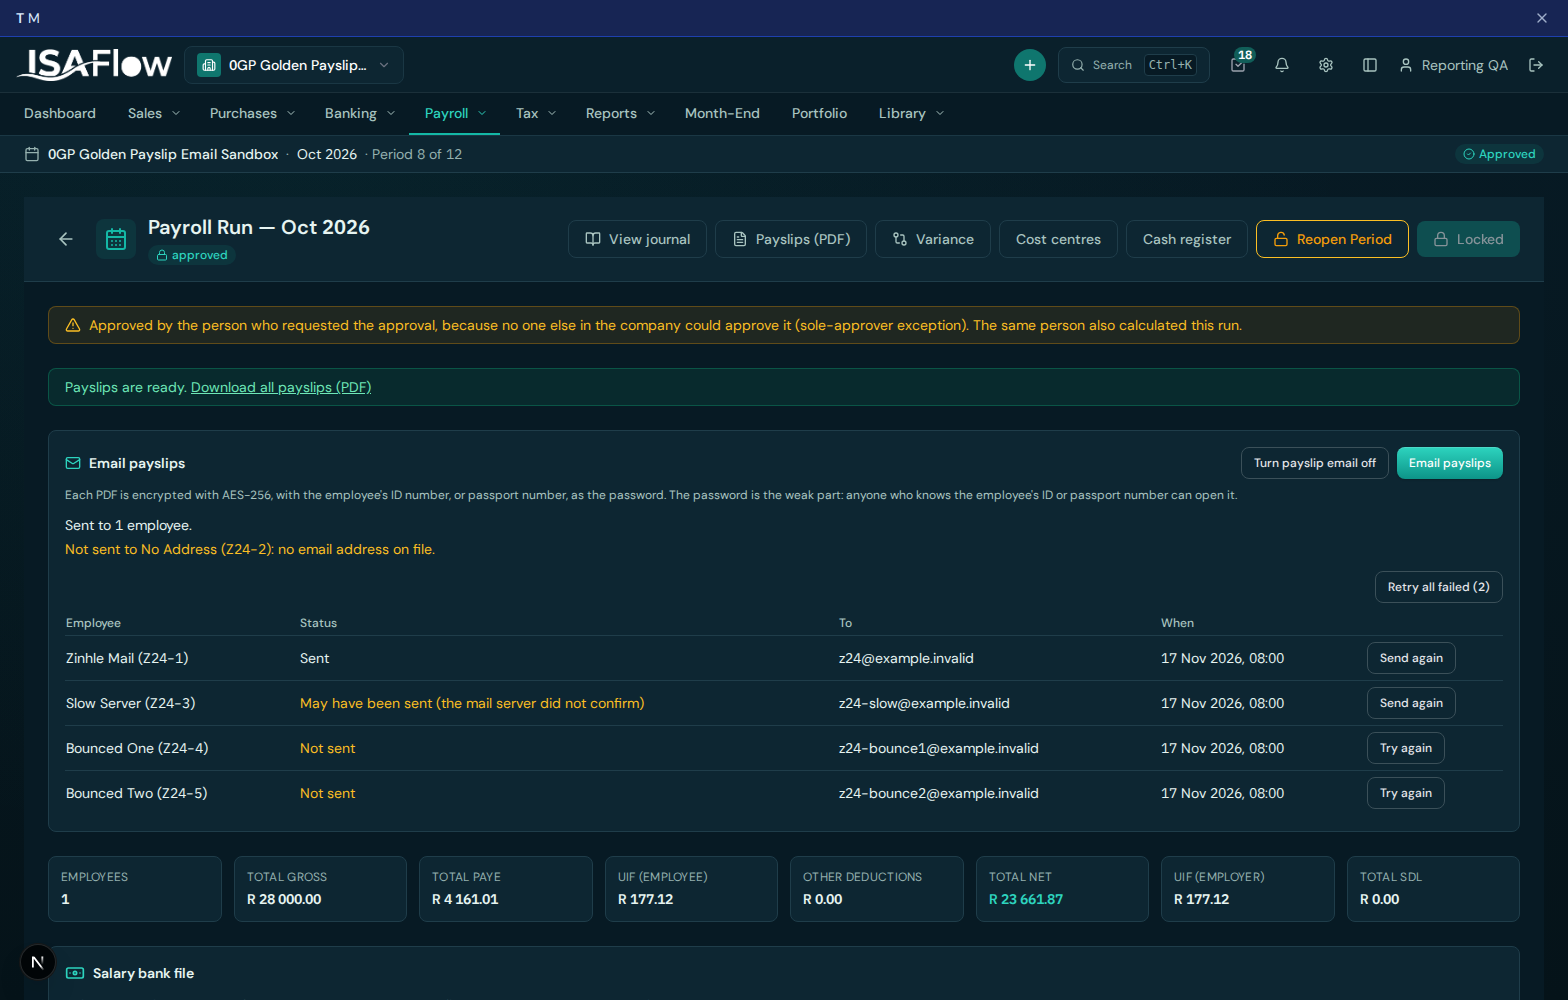 T M
ISAFlow
0GP Golden Payslip...
Search Ctrl+K
18
Reporting QA
Dashboard Sales Purchases Banking Payroll Tax Reports Month-End Portfolio Library
0GP Golden Payslip Email Sandbox · Oct 2026 · Period 8 of 12
Approved
Payroll Run — Oct 2026
approved
View journal
Payslips (PDF)
Variance
Cost centres
Cash register
Reopen Period
Locked
Approved by the person who requested the approval, because no one else in the company could approve it (sole-approver exception). The same person also calculated this run.
Payslips are ready. Download all payslips (PDF)
Email payslips
Turn payslip email off
Email payslips
Each PDF is encrypted with AES-256, with the employee's ID number, or passport number, as the password. The password is the weak part: anyone who knows the employee's ID or passport number can open it.
Sent to 1 employee.
Not sent to No Address (Z24-2): no email address on file.
Retry all failed (2)
Employee Status To When
Zinhle Mail (Z24-1) Sent z24@example.invalid 17 Nov 2026, 08:00 Send again
Slow Server (Z24-3) May have been sent (the mail server did not confirm) z24-slow@example.invalid 17 Nov 2026, 08:00 Send again
Bounced One (Z24-4) Not sent z24-bounce1@example.invalid 17 Nov 2026, 08:00 Try again
Bounced Two (Z24-5) Not sent z24-bounce2@example.invalid 17 Nov 2026, 08:00 Try again
EMPLOYEES TOTAL GROSS TOTAL PAYE UIF (EMPLOYEE) OTHER DEDUCTIONS TOTAL NET UIF (EMPLOYER) TOTAL SDL
1 R 28 000.00 R 4 161.01 R 177.12 R 0.00 R 23 661.87 R 177.12 R 0.00
N
Salary bank file